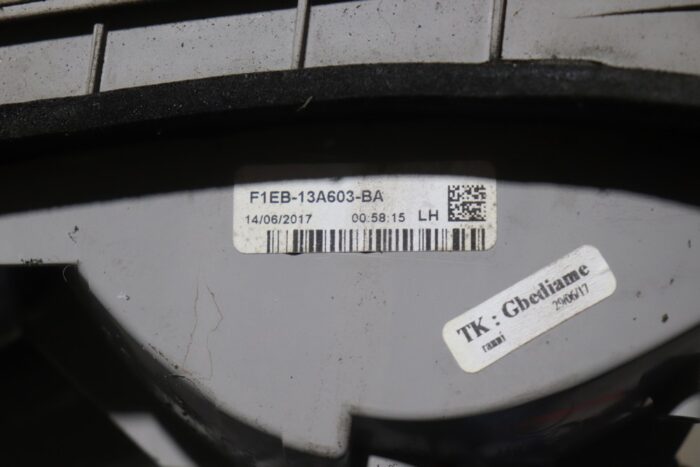 F1EB-13A603-BA
14/06/2017 00:58:15 LH
TK : Gbediame
29/06/17